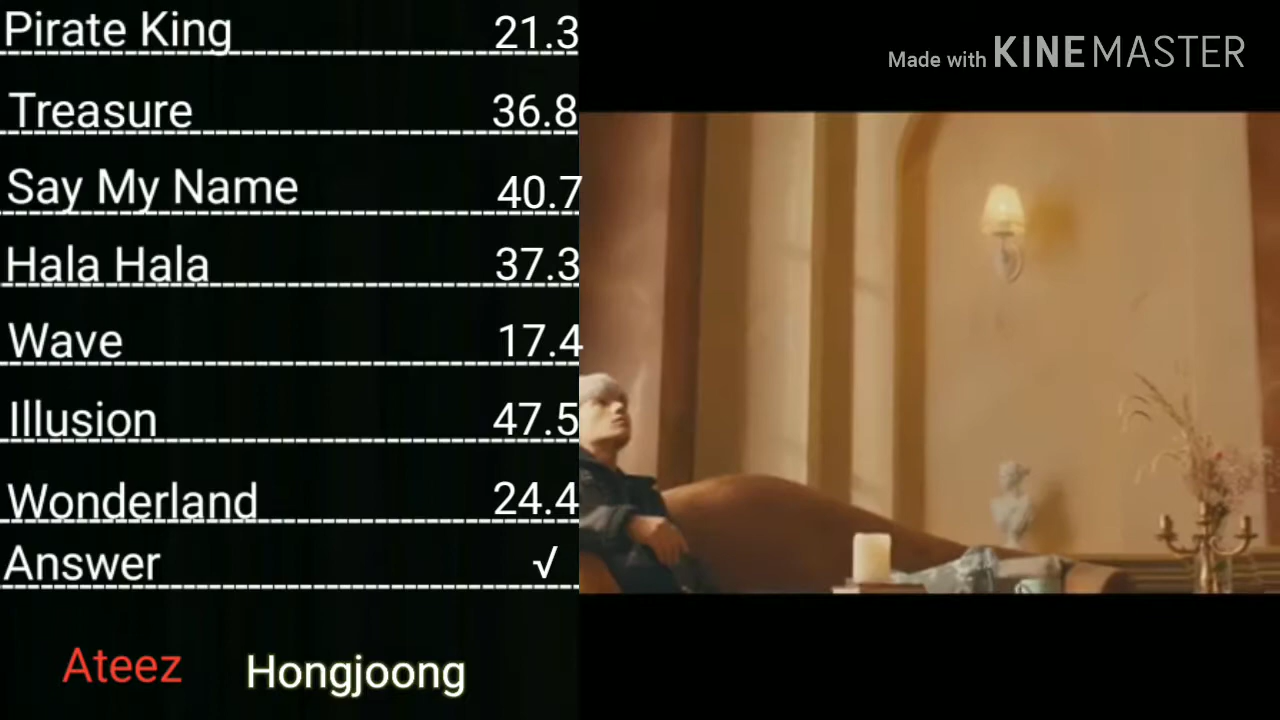 Pirate King 21.3
Treasure 36.8
Say My Name 40.7
Hala Hala 37.3
Wave 17.4
Illusion 47.5
Wonderland 24.4
Answer √
Ateez Hongjoong
Made with KINEMASTER